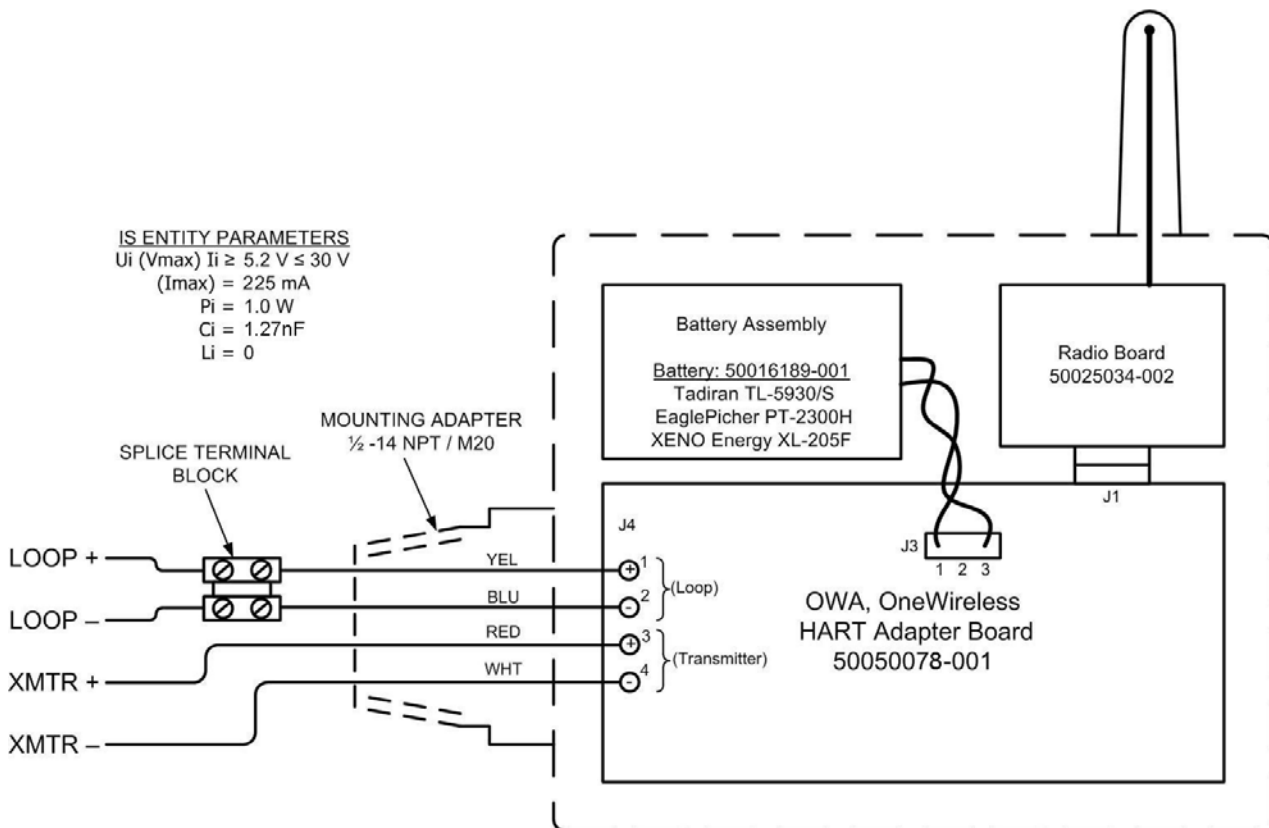 IS ENTITY PARAMETERS
Ui (Vmax) Ii ≥ 5.2 V ≤ 30 V
(Imax) = 225 mA
Pi = 1.0 W
Ci = 1.27nF
Li = 0
Battery Assembly
Battery: 50016189-001
Tadiran TL-5930/S
EaglePicher PT-2300H
XENO Energy XL-205F
Radio Board
50025034-002
J1
MOUNTING ADAPTER
½ -14 NPT / M20
SPLICE TERMINAL
BLOCK
LOOP +
LOOP –
XMTR +
XMTR –
YEL
BLU
RED
WHT
J4
+ 1
- 2
+ 3
- 4
(Loop)
(Transmitter)
J3
1 2 3
OWA, OneWireless
HART Adapter Board
50050078-001